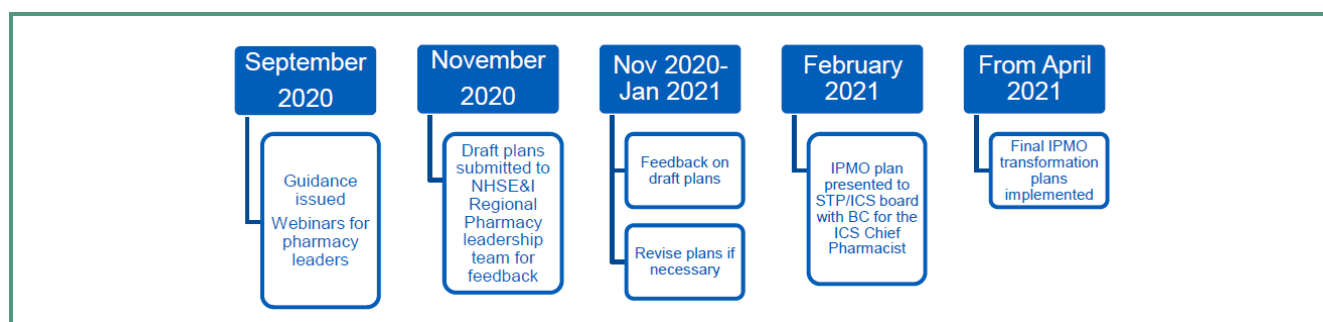 September
2020
Guidance
issued
Webinars for
pharmacy
leaders
November
2020
Draft plans
submitted to
NHSE&I
Regional
Pharmacy
leadership
team for
feedback
Nov 2020-
Jan 2021
Feedback on
draft plans
Revise plans if
necessary
February
2021
IPMO plan
presented to
STP/ICS board
with BC for the
ICS Chief
Pharmacist
From April
2021
Final IPMO
transformation
plans
implemented